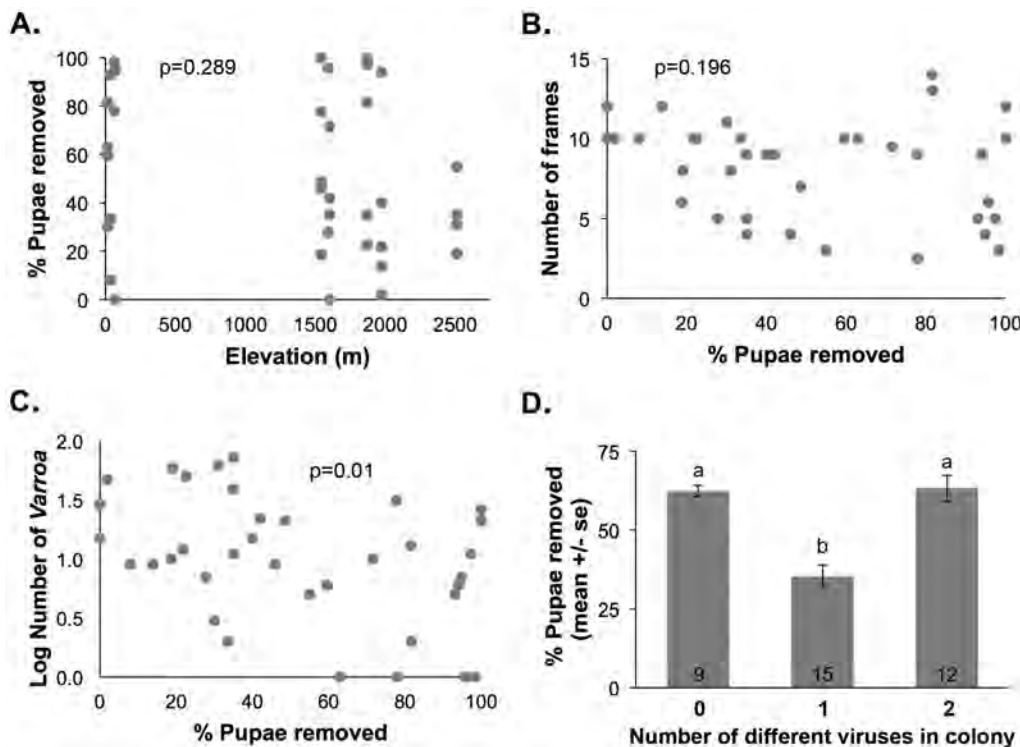 A.
100
80
60
40
20
0
% Pupae removed
p=0.289
0 500 1000 1500 2000 2500
Elevation (m)
B.
15
10
5
0
Number of frames
p=0.196
0 20 40 60 80 100
% Pupae removed
C.
2.0
1.5
1.0
0.5
0.0
Log Number of Varroa
p=0.01
0 20 40 60 80 100
% Pupae removed
D.
75
50
25
0
% Pupae removed
(mean +/- se)
a b a
9 15 12
0 1 2
Number of different viruses in colony